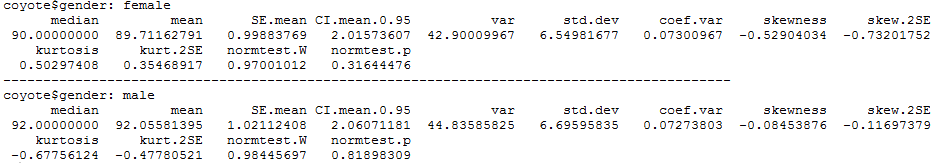 coyote$gender: female
median mean SE.mean CI.mean.0.95 var std.dev coef.var skewness skew.2SE
90.00000000 89.71162791 0.99883769 2.01573607 42.90009967 6.54981677 0.07300967 -0.52904034 -0.73201752
kurtosis kurt.2SE normtest.W normtest.p
0.50297408 0.35468917 0.97001012 0.31644476
------------------------------------------------------------------------------------------
coyote$gender: male
median mean SE.mean CI.mean.0.95 var std.dev coef.var skewness skew.2SE
92.00000000 92.05581395 1.02112408 2.06071181 44.83585825 6.69595835 0.07273803 -0.08453876 -0.11697379
kurtosis kurt.2SE normtest.W normtest.p
-0.67756124 -0.47780521 0.98445697 0.81898309